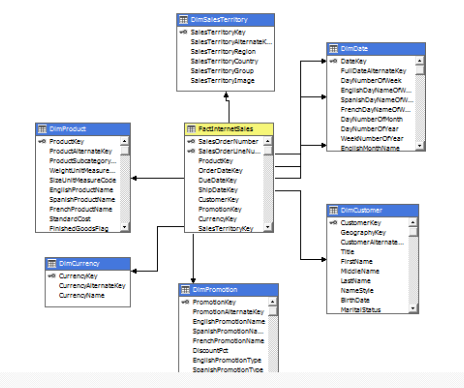 DimSalesTerritory
SalesTerritoryKey
SalesTerritoryAlternateK...
SalesTerritoryRegion
SalesTerritoryCountry
SalesTerritoryGroup
SalesTerritoryImage
DimDate
DateKey
FullDateAlternateKey
DayNumberOfWeek
EnglishDayNameOfW...
SpanishDayNameOfW...
FrenchDayNameOfW...
DayNumberOfMonth
DayNumberOfYear
WeekNumberOfYear
EnglishMonthName
DimProduct
ProductKey
ProductAlternateKey
ProductSubcategory...
WeightUnitMeasure...
SizeUnitMeasureCode
EnglishProductName
SpanishProductName
FrenchProductName
StandardCost
FinishedGoodsFlag
FactInternetSales
SalesOrderNumber
SalesOrderLineNu...
ProductKey
OrderDateKey
DueDateKey
ShipDateKey
CustomerKey
PromotionKey
CurrencyKey
SalesTerritoryKey
DimCustomer
CustomerKey
GeographyKey
CustomerAlternate...
Title
FirstName
MiddleName
LastName
NameStyle
BirthDate
MaritalStatus
DimCurrency
CurrencyKey
CurrencyAlternateKey
CurrencyName
DimPromotion
PromotionKey
PromotionAlternateKey
EnglishPromotionName
SpanishPromotionNa...
FrenchPromotionName
DiscountPct
EnglishPromotionType
SpanishPromotionType